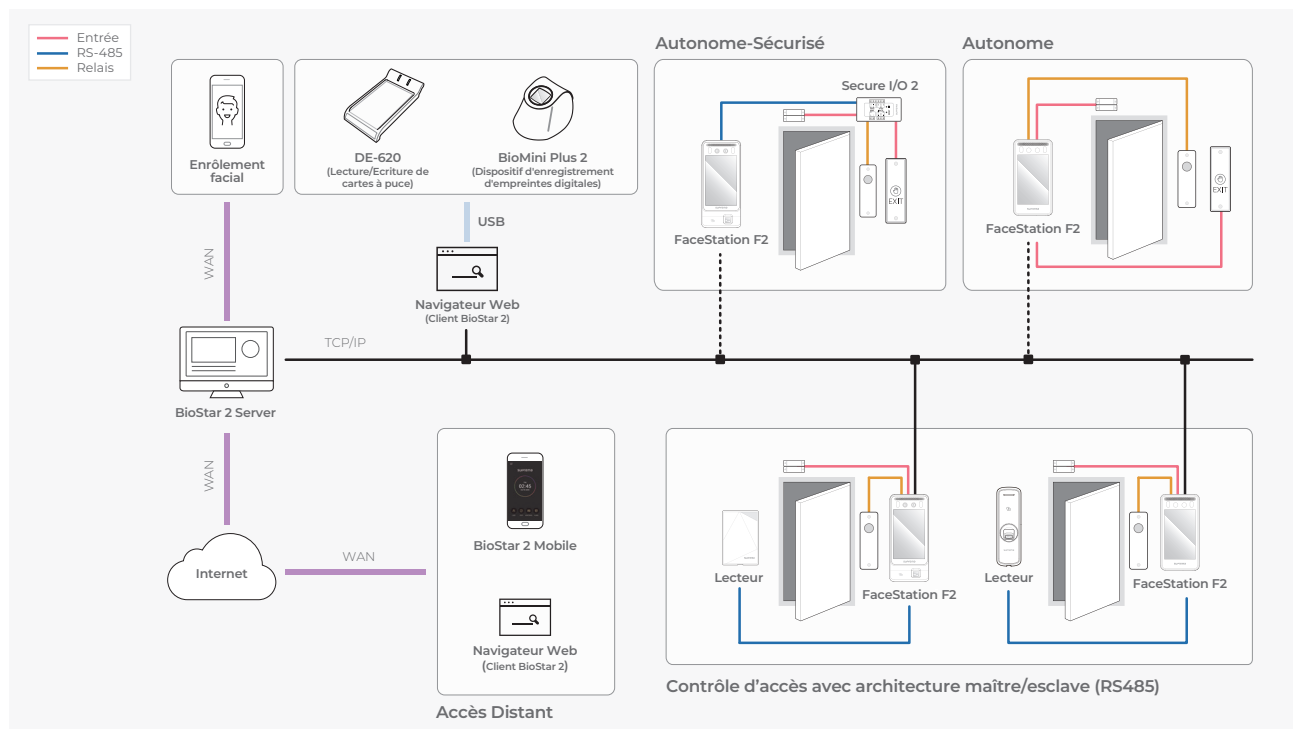 Entrée
RS-485
Relais
Enrôlement
facial
DE-620
(Lecture/Ecriture de
cartes à puce)
BioMini Plus 2
(Dispositif d'enregistrement
d'empreintes digitales)
Autonome-Sécurisé
Secure I/O 2
EXIT
FaceStation F2
Autonome
EXIT
FaceStation F2
WAN
USB
Navigateur Web
(Client BioStar 2)
TCP/IP
BioStar 2 Server
WAN
Internet
WAN
02:45
BioStar 2 Mobile
Navigateur Web
(Client BioStar 2)
Accès Distant
Lecteur
FaceStation F2
Lecteur
FaceStation F2
Contrôle d’accès avec architecture maître/esclave (RS485)